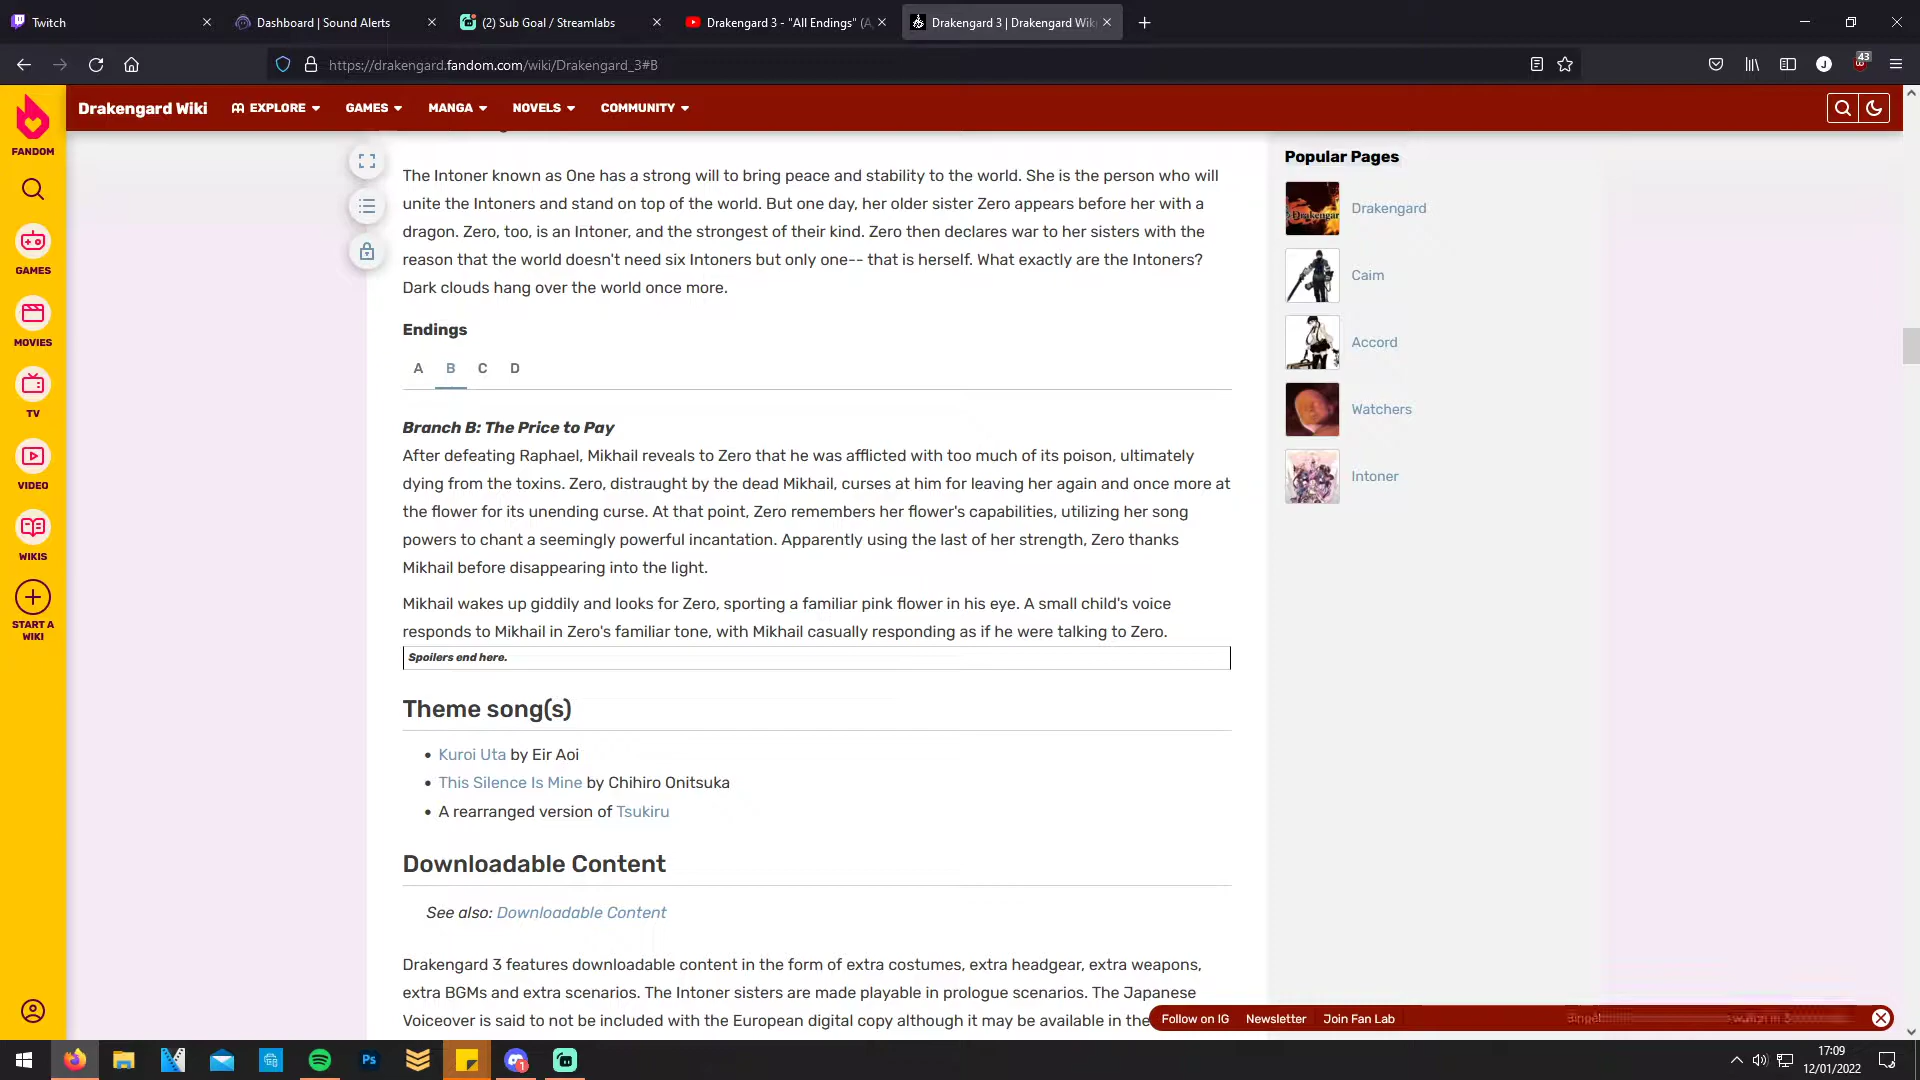 Twitch
Dashboard | Sound Alerts
(2) Sub Goal / Streamlabs
Drakengard 3 - "All Endings" (A
Drakengard 3 | Drakengard Wiki
https://drakengard.fandom.com/wiki/Drakengard_3#B
43
Drakengard Wiki
EXPLORE
GAMES
MANGA
NOVELS
COMMUNITY
FANDOM
GAMES
MOVIES
TV
VIDEO
WIKIS
START A
WIKI
The Intoner known as One has a strong will to bring peace and stability to the world. She is the person who will
unite the Intoners and stand on top of the world. But one day, her older sister Zero appears before her with a
dragon. Zero, too, is an Intoner, and the strongest of their kind. Zero then declares war to her sisters with the
reason that the world doesn't need six Intoners but only one-- that is herself. What exactly are the Intoners?
Dark clouds hang over the world once more.
Endings
A B C D
Branch B: The Price to Pay
After defeating Raphael, Mikhail reveals to Zero that he was afflicted with too much of its poison, ultimately
dying from the toxins. Zero, distraught by the dead Mikhail, curses at him for leaving her again and once more at
the flower for its unending curse. At that point, Zero remembers her flower's capabilities, utilizing her song
powers to chant a seemingly powerful incantation. Apparently using the last of her strength, Zero thanks
Mikhail before disappearing into the light.
Mikhail wakes up giddily and looks for Zero, sporting a familiar pink flower in his eye. A small child's voice
responds to Mikhail in Zero's familiar tone, with Mikhail casually responding as if he were talking to Zero.
Spoilers end here.
Theme song(s)
• Kuroi Uta by Eir Aoi
• This Silence Is Mine by Chihiro Onitsuka
• A rearranged version of Tsukiru
Downloadable Content
See also: Downloadable Content
Drakengard 3 features downloadable content in the form of extra costumes, extra headgear, extra weapons,
extra BGMs and extra scenarios. The Intoner sisters are made playable in prologue scenarios. The Japanese
Voiceover is said to not be included with the European digital copy although it may be available in the
Popular Pages
Drakengard
Caim
Accord
Watchers
Intoner
Follow on IG
Newsletter
Join Fan Lab
Ps
1
17:09
12/01/2022